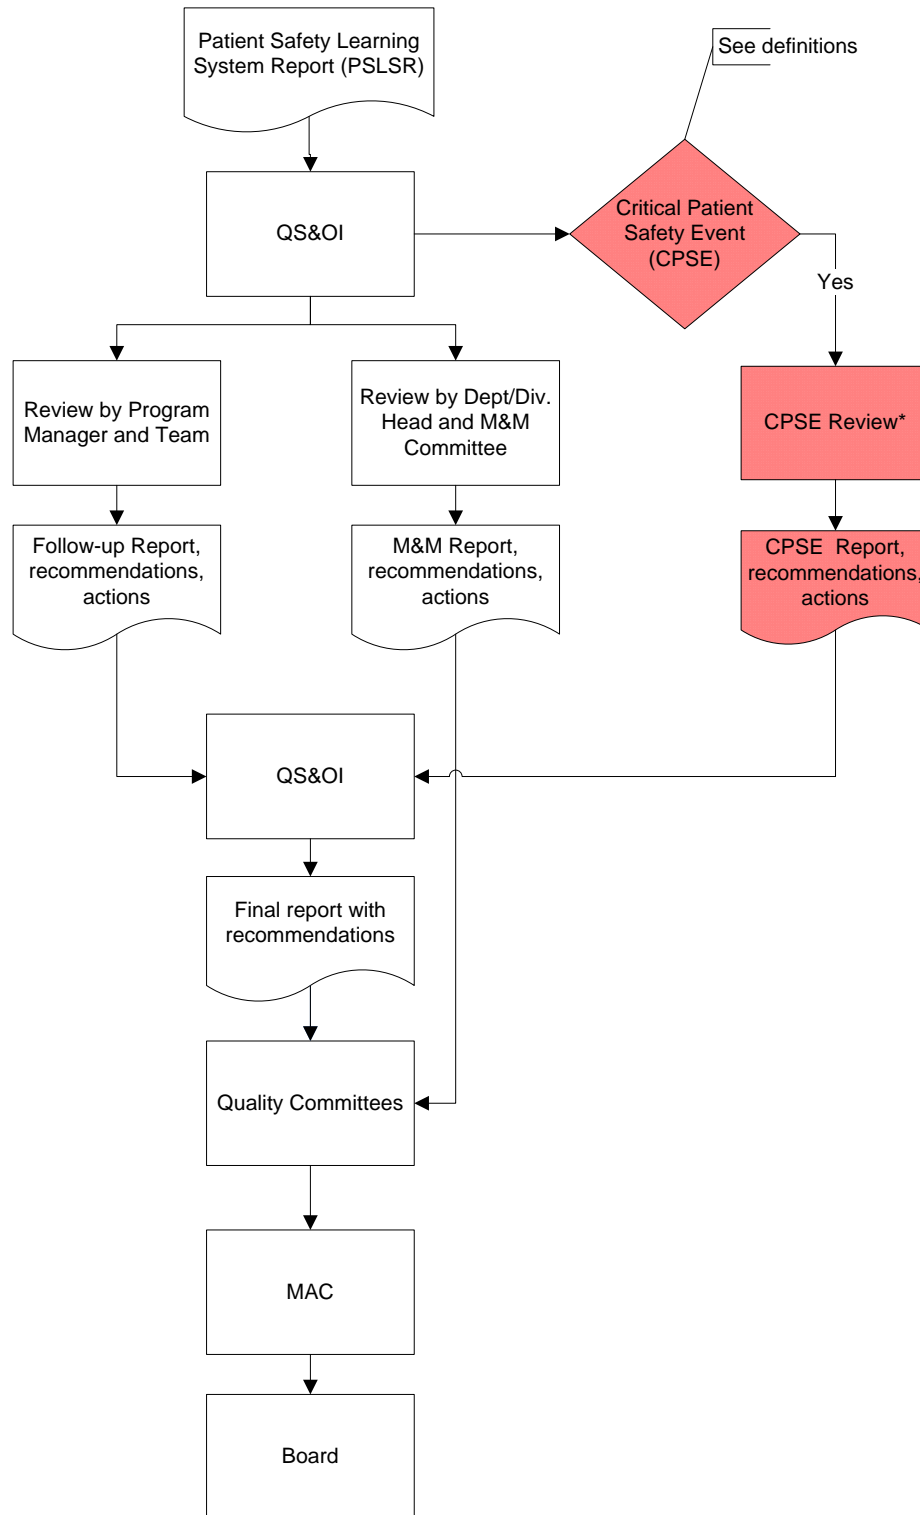 Patient Safety Learning
System Report (PSLSR)
See definitions
QS&OI
Critical Patient
Safety Event
(CPSE)
Yes
Review by Program
Manager and Team
Review by Dept/Div.
Head and M&M
Committee
CPSE Review*
Follow-up Report,
recommendations,
actions
M&M Report,
recommendations,
actions
CPSE  Report,
recommendations,
actions
QS&OI
Final report with
recommendations
Quality Committees
MAC
Board